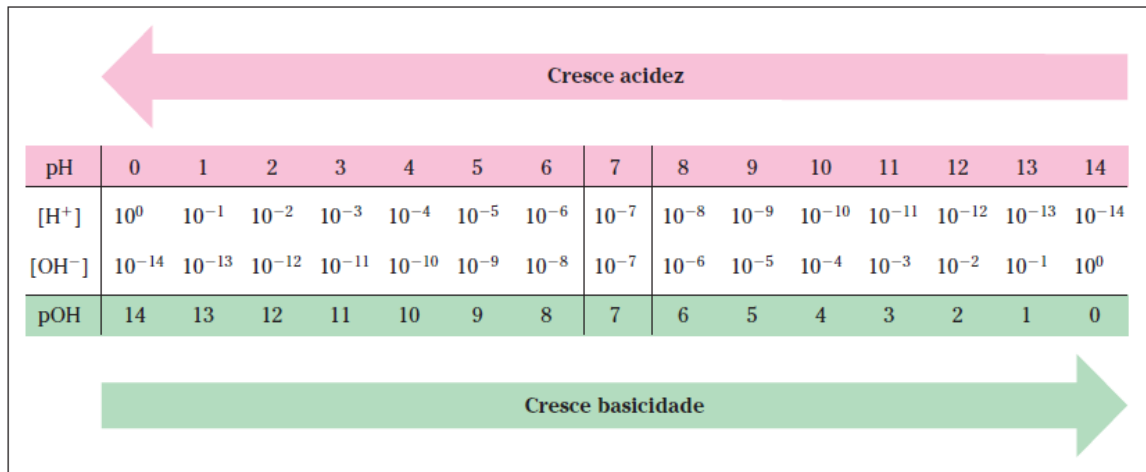 Cresce acidez
pH 0 1 2 3 4 5 6 7 8 9 10 11 12 13 14
[H⁺] 10⁰ 10⁻¹ 10⁻² 10⁻³ 10⁻⁴ 10⁻⁵ 10⁻⁶ 10⁻⁷ 10⁻⁸ 10⁻⁹ 10⁻¹⁰ 10⁻¹¹ 10⁻¹² 10⁻¹³ 10⁻¹⁴
[OH⁻] 10⁻¹⁴ 10⁻¹³ 10⁻¹² 10⁻¹¹ 10⁻¹⁰ 10⁻⁹ 10⁻⁸ 10⁻⁷ 10⁻⁶ 10⁻⁵ 10⁻⁴ 10⁻³ 10⁻² 10⁻¹ 10⁰
pOH 14 13 12 11 10 9 8 7 6 5 4 3 2 1 0
Cresce basicidade